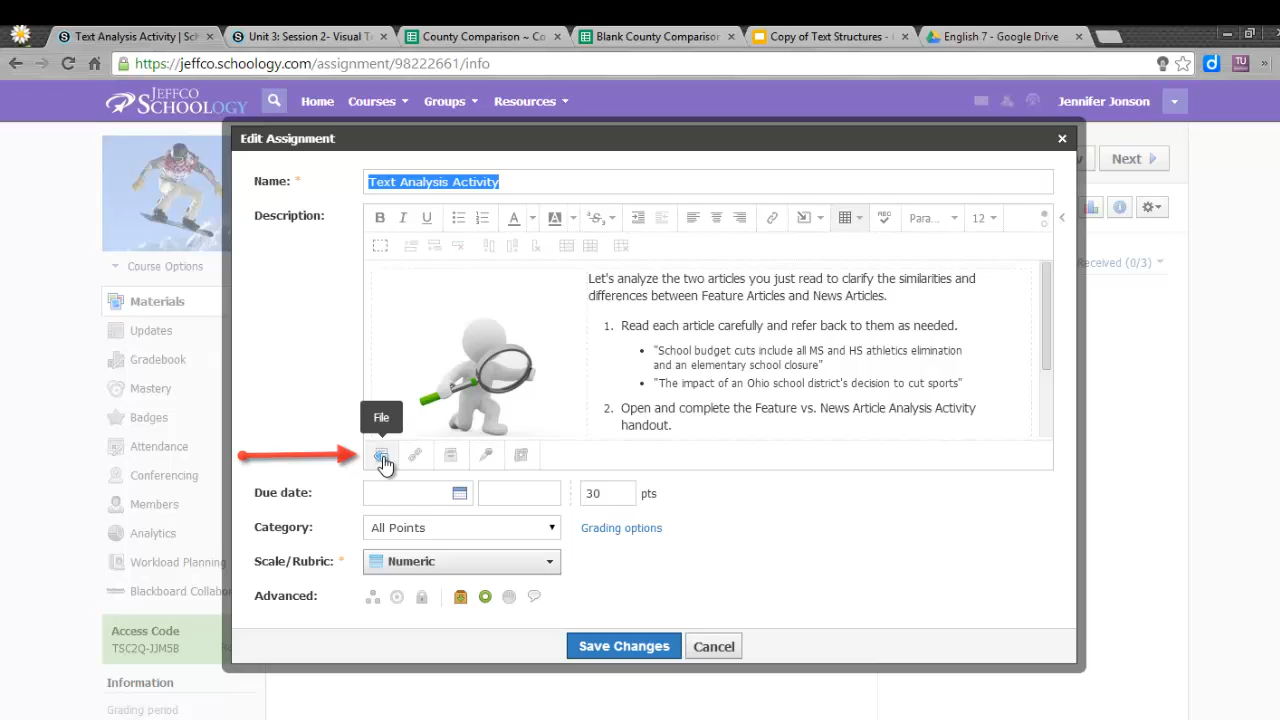 Text Analysis Activity | Sch
Unit 3: Session 2- Visual T
County Comparison ~ Co
Blank County Comparison
Copy of Text Structures -
English 7 - Google Drive
https://jeffco.schoology.com/assignment/98222661/info
JEFFCO
SCHOOLOGY
Home
Courses
Groups
Resources
Jennifer Jonson
Edit Assignment
Next
Name: *
Text Analysis Activity
Description:
B I U
A
A
S
ABC
Para...
12
Let's analyze the two articles you just read to clarify the similarities and
differences between Feature Articles and News Articles.
1. Read each article carefully and refer back to them as needed.
• "School budget cuts include all MS and HS athletics elimination
and an elementary school closure"
• "The impact of an Ohio school district's decision to cut sports"
2. Open and complete the Feature vs. News Article Analysis Activity
handout.
File
Due date:
30
pts
Category:
All Points
Grading options
Scale/Rubric: *
Numeric
Advanced:
Save Changes
Cancel
Course Options
Materials
Updates
Gradebook
Mastery
Badges
Attendance
Conferencing
Members
Analytics
Workload Planning
Blackboard Collabo
Access Code
TSC2Q-JJM5B
Information
Grading period
Received (0/3)
d
TU